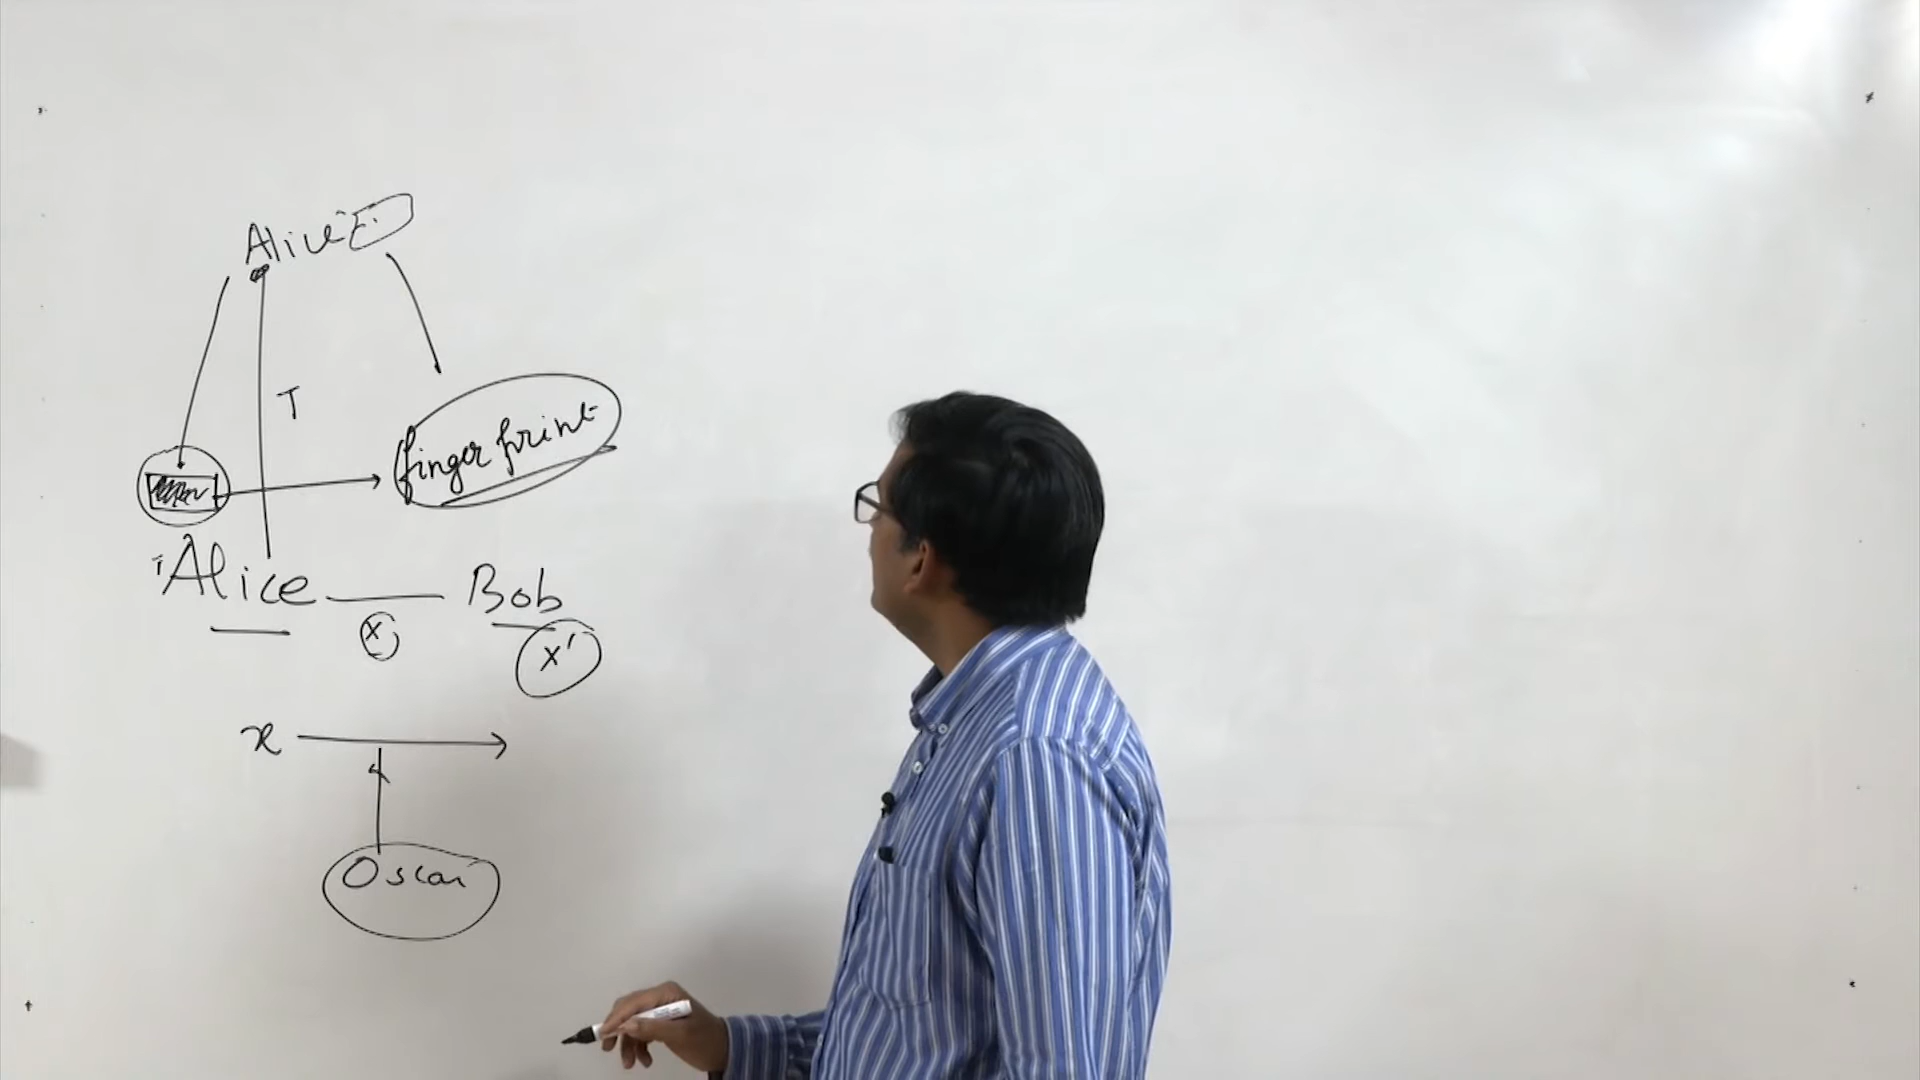 Alice
T
finger print
Alice Bob
x x'
x
Oscar